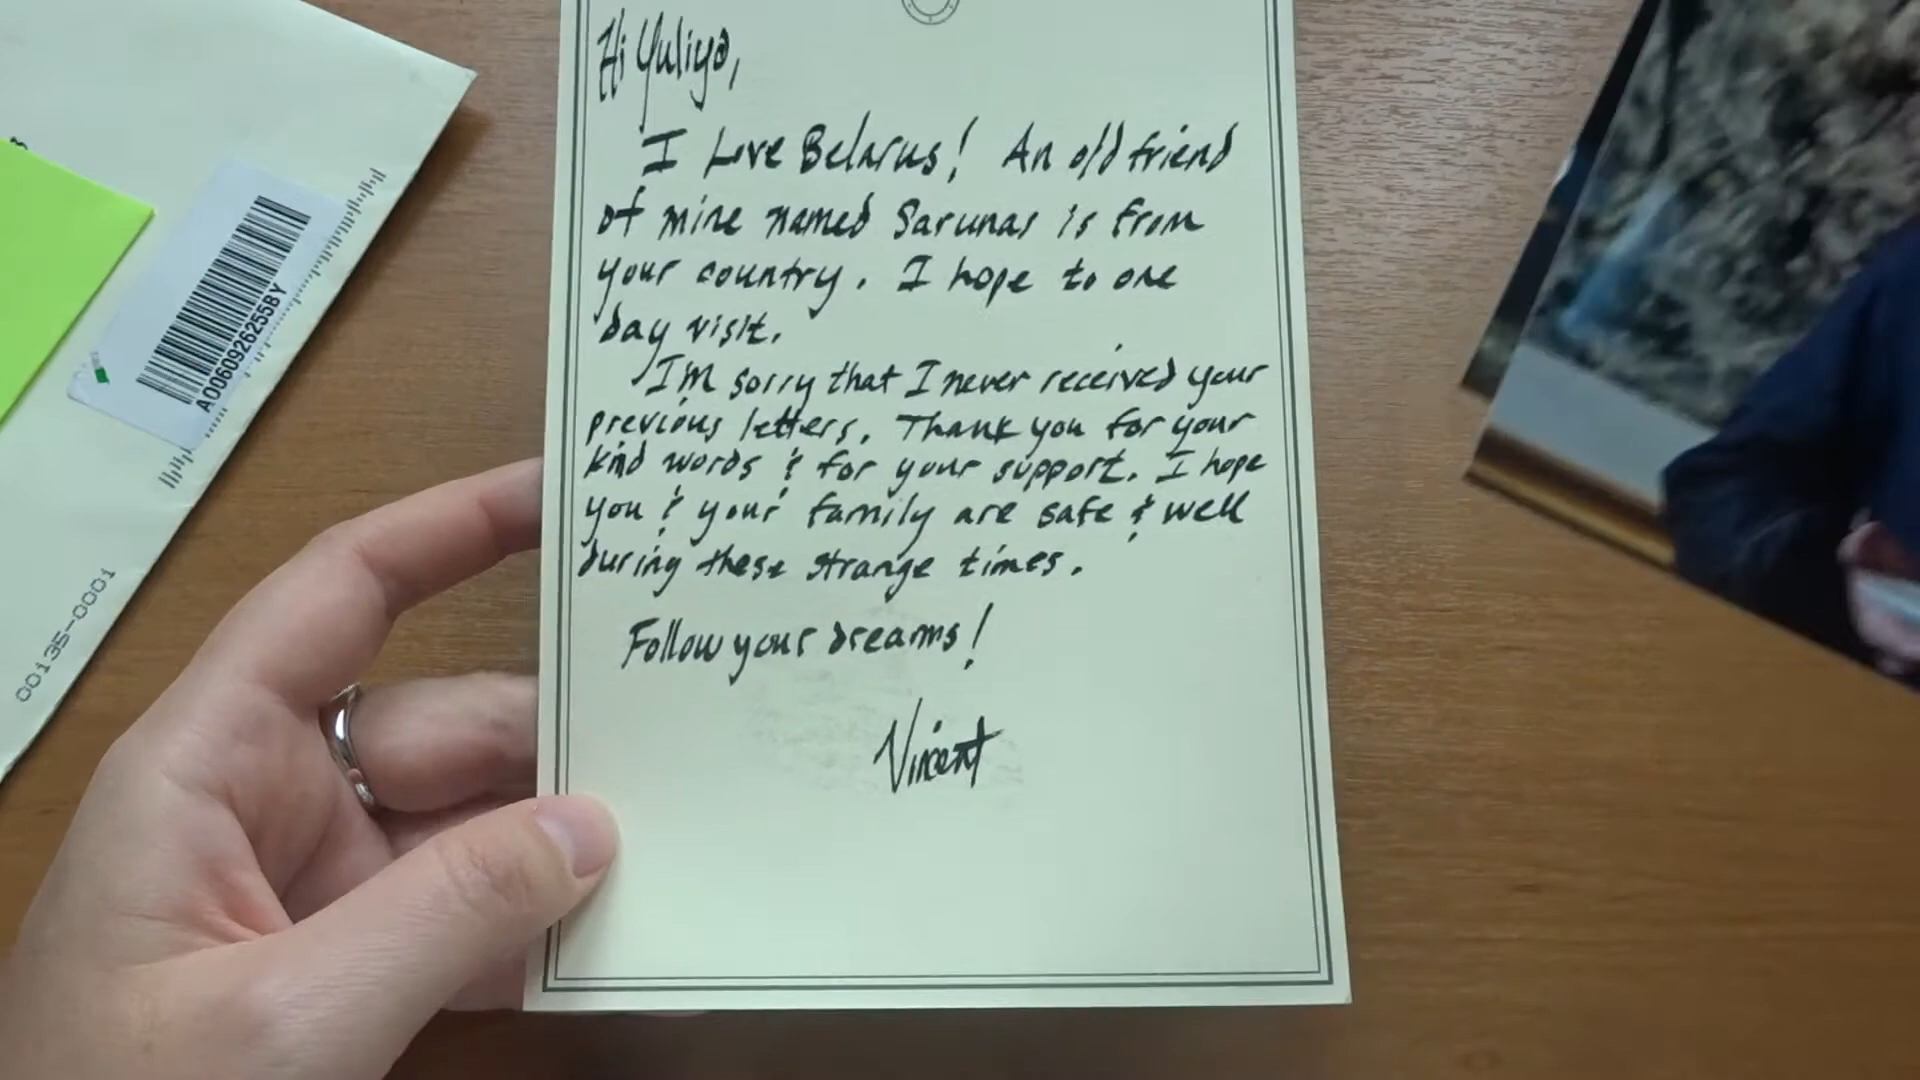 Hi Yuliya,
I Love Belarus! An old friend
of mine named Sarunas is from
your country. I hope to one
day visit.
I'm sorry that I never received your
previous letters. Thank you for your
kind words & for your support. I hope
you & your family are safe & well
during these strange times.
Follow your dreams!
Vincent
A0060926255BY
00135-0001